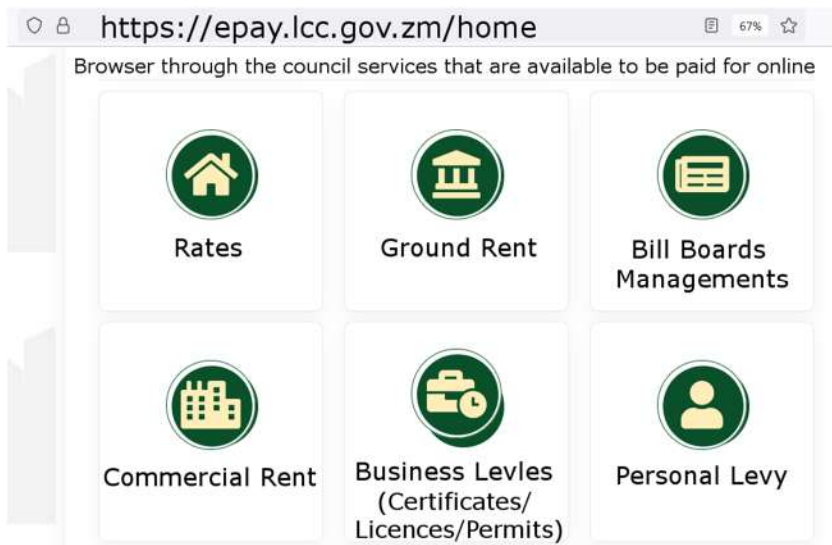 https://epay.lcc.gov.zm/home
67%
Browser through the council services that are available to be paid for online
Rates
Ground Rent
Bill Boards
Managements
Commercial Rent
Business Levles
(Certificates/
Licences/Permits)
Personal Levy